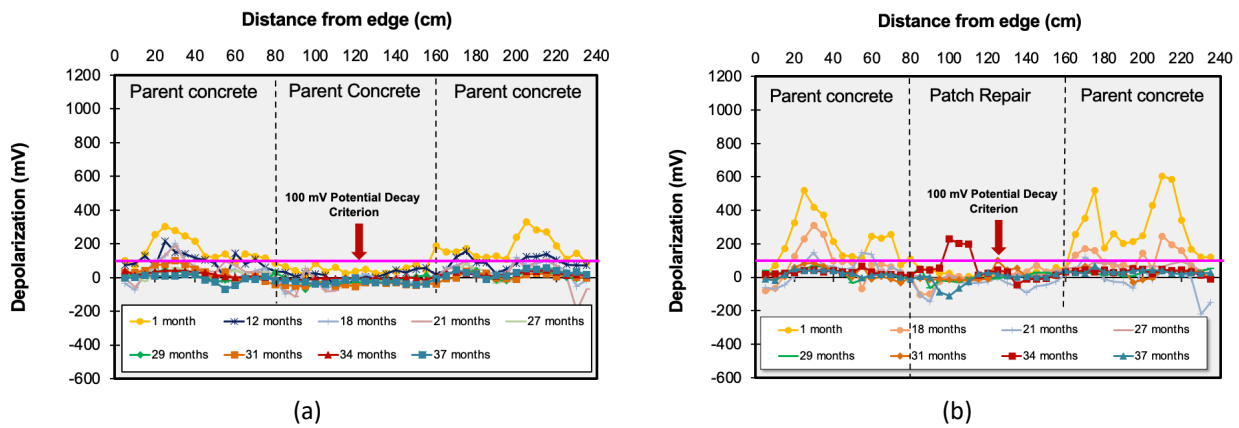 Distance from edge (cm)
0 20 40 60 80 100 120 140 160 180 200 220 240
1200
1000
800
600
400
200
0
-200
-400
-600
Depolarization (mV)
Parent concrete
Parent Concrete
Parent concrete
100 mV Potential Decay
Criterion
1 month
12 months
18 months
21 months
27 months
29 months
31 months
34 months
37 months
(a)
Distance from edge (cm)
0 20 40 60 80 100 120 140 160 180 200 220 240
1200
1000
800
600
400
200
0
-200
-400
-600
Depolarization (mV)
Parent concrete
Patch Repair
Parent concrete
100 mV Potential Decay
Criterion
1 month
18 months
21 months
27 months
29 months
31 months
34 months
37 months
(b)